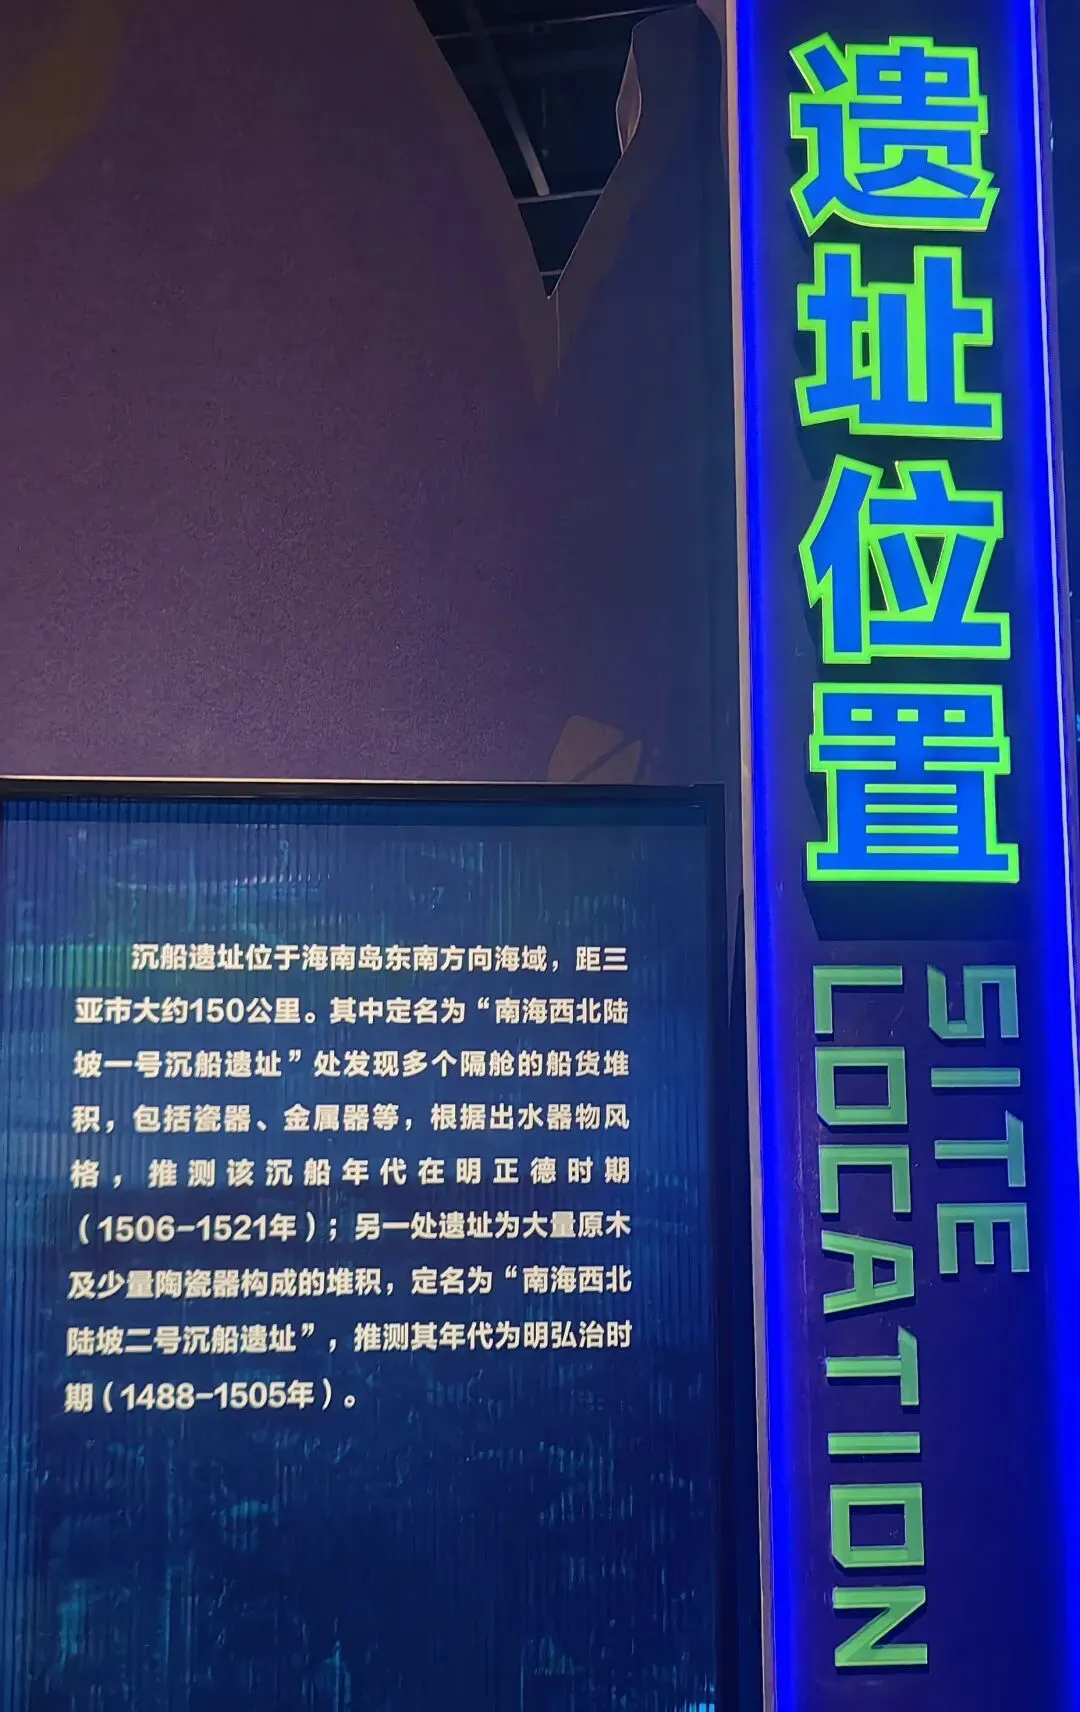 遗址位置
SITE
LOCATION
沉船遗址位于海南岛东南方向海域，距三
亚市大约150公里。其中定名为“南海西北陆
坡一号沉船遗址”处发现多个隔舱的船货堆
积，包括瓷器、金属器等，根据出水器物风
格，推测该沉船年代在明正德时期
（1506-1521年）；另一处遗址为大量原木
及少量陶瓷器构成的堆积，定名为“南海西北
陆坡二号沉船遗址”，推测其年代为明弘治时
期（1488-1505年）。